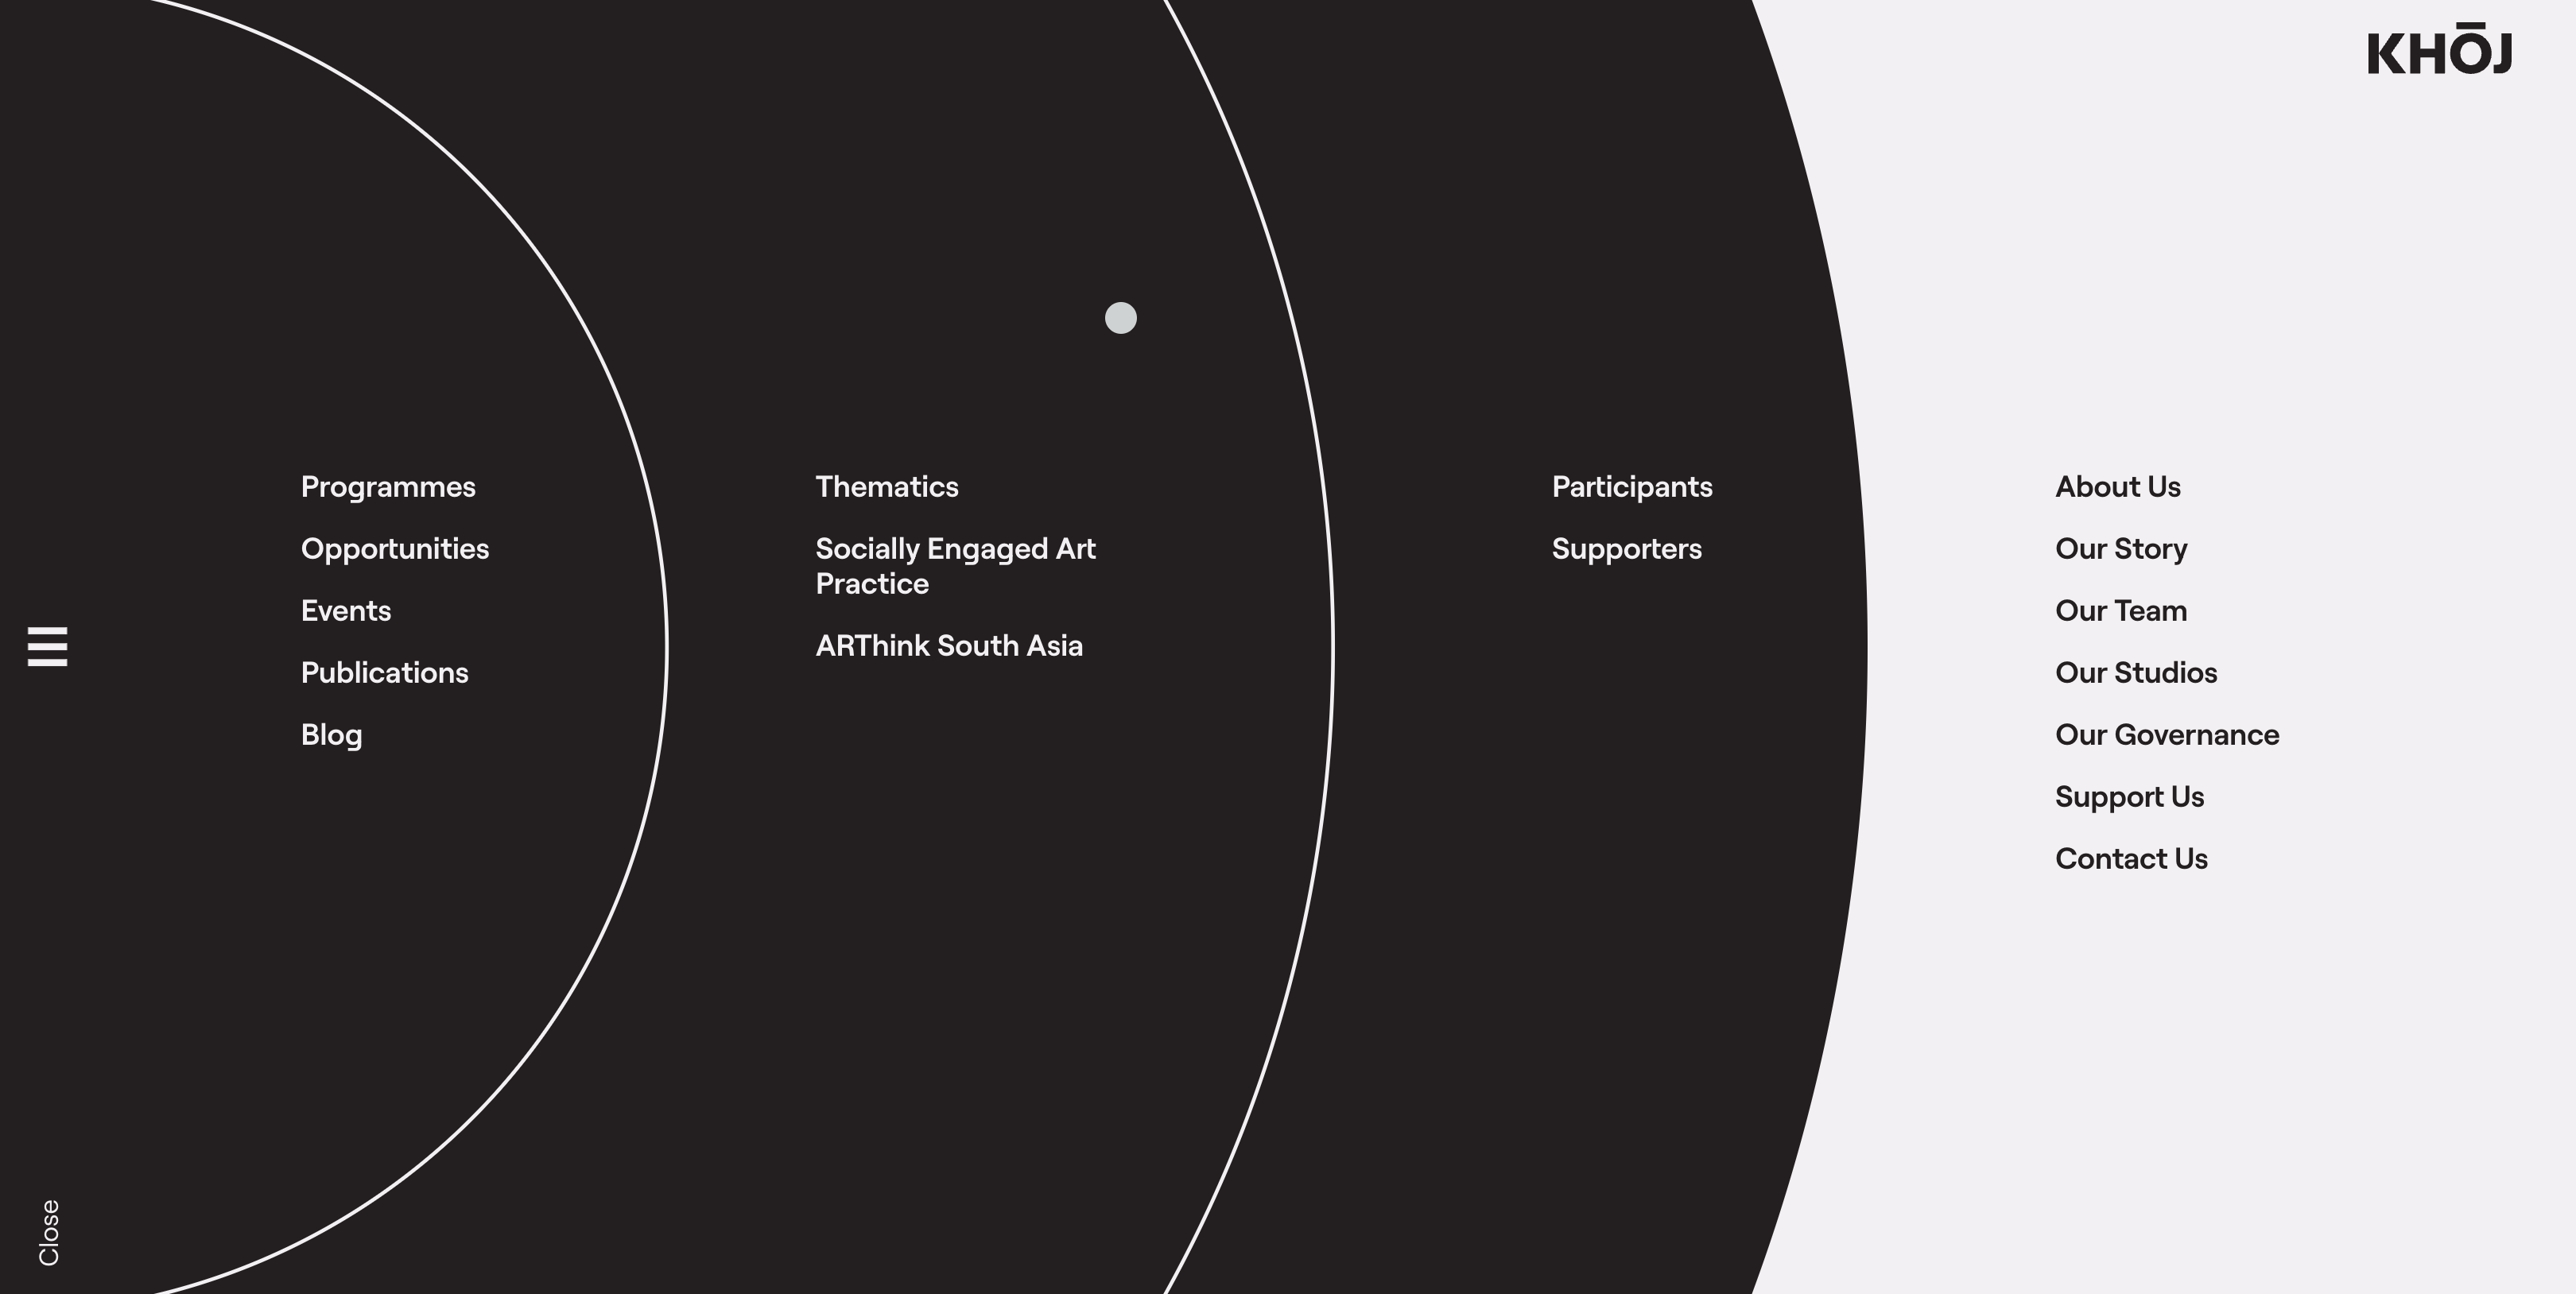 KHŌJ
Programmes
Opportunities
Events
Publications
Blog
Thematics
Socially Engaged Art
Practice
ARThink South Asia
Participants
Supporters
About Us
Our Story
Our Team
Our Studios
Our Governance
Support Us
Contact Us
Close